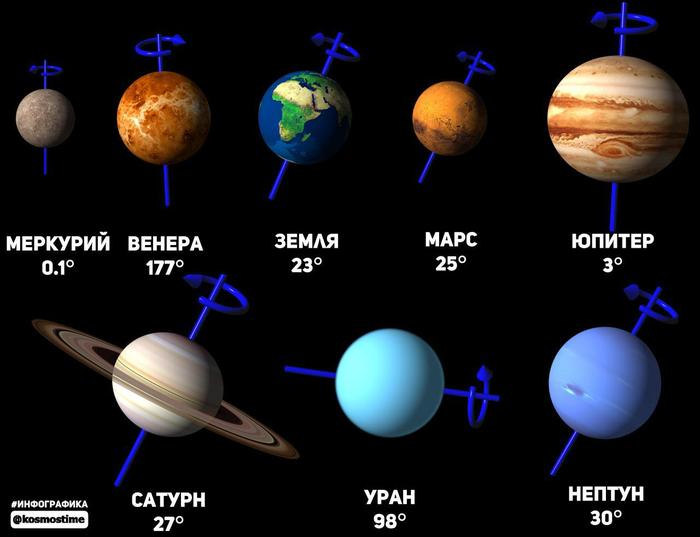 МЕРКУРИЙ
0.1°
ВЕНЕРА
177°
ЗЕМЛЯ
23°
МАРС
25°
ЮПИТЕР
3°
САТУРН
27°
УРАН
98°
НЕПТУН
30°
#ИНФОГРАФИКА
@kosmostime